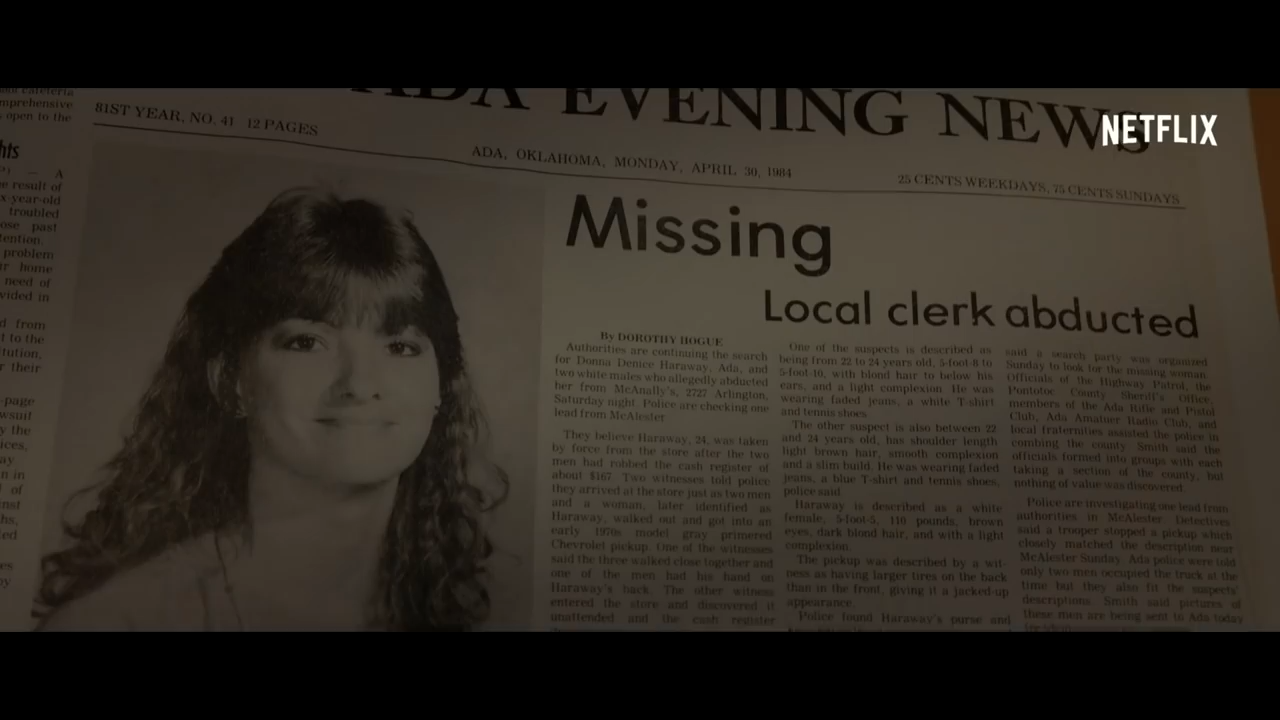 ADA EVENING NEWS
NETFLIX
81ST YEAR, NO. 41 12 PAGES
ADA, OKLAHOMA, MONDAY, APRIL 30, 1984
25 CENTS WEEKDAYS, 75 CENTS SUNDAYS
Missing
Local clerk abducted
By DOROTHY HOGUE
Authorities are continuing the search
for Donna Denice Haraway, Ada, and
two white males who allegedly abducted
her from McAnally's, 2727 Arlington,
Saturday night. Police are checking one
lead from McAlester
They believe Haraway, 24, was taken
by force from the store after the two
men had robbed the cash register of
about $167. Two witnesses told police
they arrived at the store just as two men
and a woman, later identified as
Haraway, walked out and got into an
early 1970s model gray primered
Chevrolet pickup. One of the witnesses
said the three walked close together and
one of the men had his hand on
Haraway's back. The other witness
entered the store and discovered it
unattended and the cash register
One of the suspects is described as
being from 22 to 24 years old, 5-foot-8 to
5-foot-10, with blond hair to below his
ears, and a light complexion. He was
wearing faded jeans, a white T-shirt
and tennis shoes
The other suspect is also between 22
and 24 years old, has shoulder length
light brown hair, smooth complexion
and a slim build. He was wearing faded
jeans, a blue T-shirt and tennis shoes,
police said.
Haraway is described as a white
female, 5-foot-5, 110 pounds, brown
eyes, dark blond hair, and with a light
complexion.
The pickup was described by a wit-
ness as having larger tires on the back
than in the front, giving it a jacked-up
appearance.
Police found Haraway's purse and
said a search party was organized
Sunday to look for the missing woman.
Officials of the Highway Patrol, the
Pontotoc County Sheriff's Office,
members of the Ada Rifle and Pistol
Club, Ada Amatuer Radio Club, and
local fraternities assisted the police in
combing the county. Smith said the
officials formed into groups with each
taking a section of the county, but
nothing of value was discovered.
Police are investigating one lead from
authorities in McAlester. Detectives
said a trooper stopped a pickup which
closely matched the description near
McAlester Sunday. Ada police were told
only two men occupied the truck at the
time but they also fit the suspects'
descriptions. Smith said pictures of
these men are being sent to Ada today